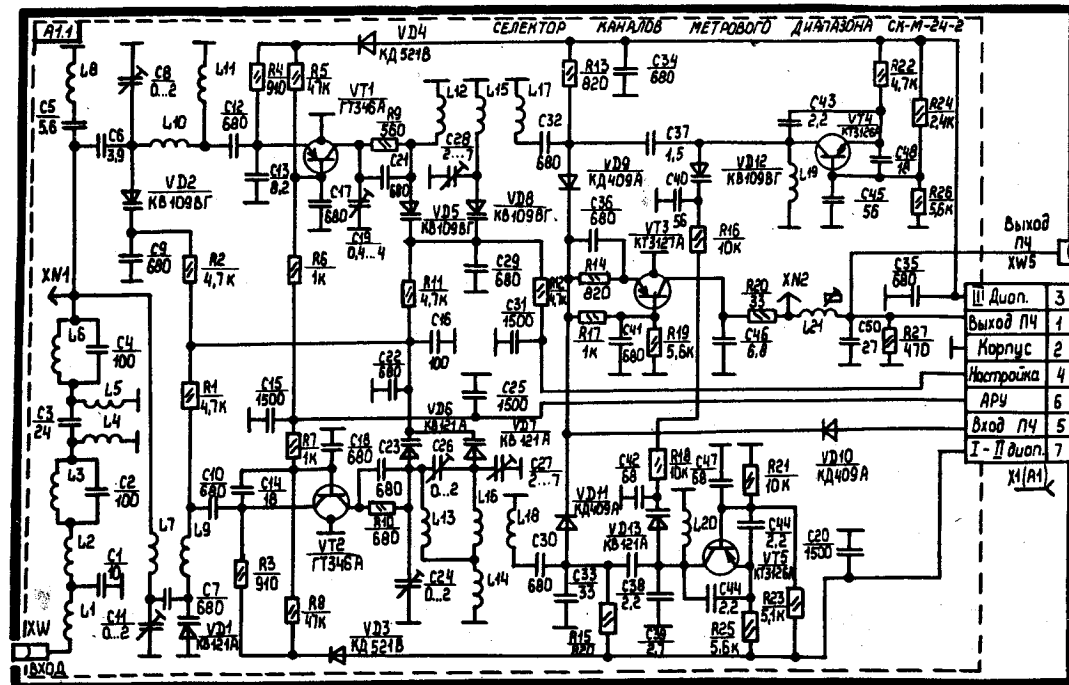 А1.1
СЕЛЕКТОР КАНАЛОВ МЕТРОВОГО ДИАПАЗОНА СК-М-24-2
VD4
КД521В
L8
C8
0...2
L11
R4
910
R5
47К
VT1
ГТ346А
R9
560
L12
L15
L17
R13
820
C34
680
C43
2,2
VT4
КТ3126А
R22
4,7К
R24
2,4К
C5
5,6
C6
3,9
L10
C12
680
C13
8,2
C17
680
C19
0,4...4
C21
680
C28
2...7
C32
680
C37
1,5
VD9
КД409А
VD12
КВ109ВГ
L19
C48
1К
C45
56
R26
5,6К
VD2
КВ109ВГ
C9
680
R2
4,7К
R6
1К
VD5
КВ109ВГ
VD8
КВ109ВГ
C36
680
C40
56
VT3
КТ3127А
R16
10К
Выход
ПЧ
XW5
XN1
R11
4,7К
C29
680
R12
4,7К
R14
820
R20
33
XN2
L21
C35
680
L6
C4
100
C16
100
C31
1500
R17
1К
C41
680
R19
5,6К
C46
6,8
C50
27
R27
470
III Диап. 3
Выход ПЧ 1
Корпус 2
Настройка 4
АРУ 6
Вход ПЧ 5
I-II диап. 7
X1(A1)
L5
L4
C3
24
R1
4,7К
C15
1500
C22
680
C25
1500
VD6
КВ121А
VD7
КВ121А
VD10
КД409А
L3
C2
100
C10
680
C14
18
R7
1К
C18
680
C23
680
C26
0...2
C27
2...7
L16
C42
68
R18
10К
C47
68
R21
10К
VD11
КД409А
L2
L7
L9
VT2
ГТ346А
R10
680
L13
L18
C30
680
VD13
КВ121А
L20
C44
2,2
VT5
КТ3126А
C20
1500
C1
10
L1
R3
910
C7
680
VD1
КВ121А
C11
0...2
R8
47К
C24
0...2
L14
C33
33
C38
2,2
C44
2,2
R23
5,1К
XW
ВХОД
VD3
КД521В
R15
820
C39
2,7
R25
5,6К